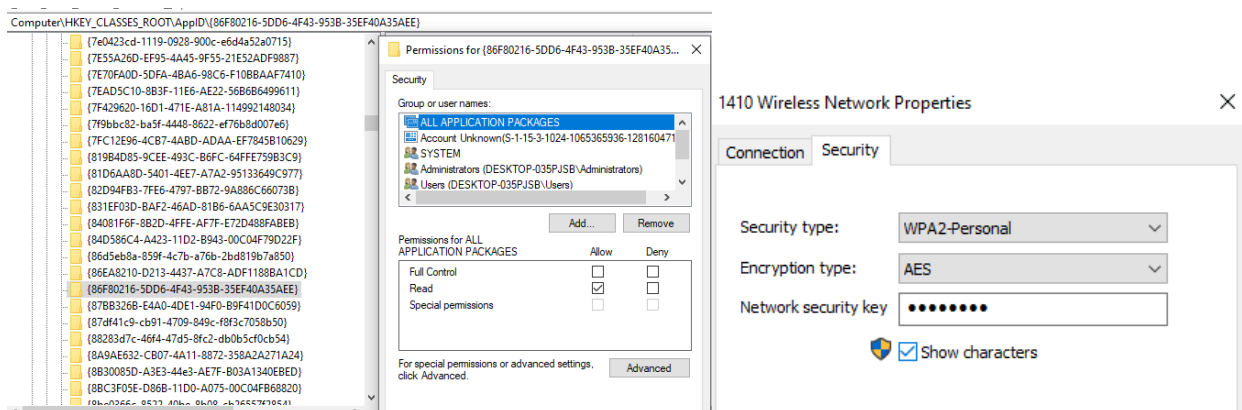 Computer\HKEY_CLASSES_ROOT\AppID\{86F80216-5DD6-4F43-953B-35EF40A35AEE}
{7e0423cd-1119-0928-900c-e6d4a52a0715}
{7E55A26D-EF95-4A45-9F55-21E52ADF9887}
{7E70FA0D-5DFA-4BA6-98C6-F10BBAAF7410}
{7EAD5C10-8B3F-11E6-AE22-56B6B6499611}
{7F429620-16D1-471E-A81A-114992148034}
{7f9bbc82-ba5f-4448-8622-ef76b8d007e6}
{7FC12E96-4CB7-4ABD-ADAA-EF7845B10629}
{819B4D85-9CEE-493C-B6FC-64FFE759B3C9}
{81D6AA8D-5401-4EE7-A7A2-95133649C977}
{82D94FB3-7FE6-4797-BB72-9A886C66073B}
{831EF03D-BAF2-46AD-81B6-6AA5C9E30317}
{84081F6F-8B2D-4FFE-AF7F-E72D488FABEB}
{84D586C4-A423-11D2-B943-00C04F79D22F}
{86d5eb8a-859f-4c7b-a76b-2bd819b7a850}
{86EA8210-D213-4437-A7C8-ADF1188BA1CD}
{86F80216-5DD6-4F43-953B-35EF40A35AEE}
{87BB326B-E4A0-4DE1-94F0-B9F41D0C6059}
{87df41c9-cb91-4709-849c-f8f3c7058b50}
{88283d7c-46f4-47d5-8fc2-db0b5cf0cb54}
{8A9AE632-CB07-4A11-8872-358A2A271A24}
{8B30085D-A3E3-44e3-AE7F-B03A1340EBED}
{8BC3F05E-D86B-11D0-A075-00C04FB68820}
Permissions for {86F80216-5DD6-4F43-953B-35EF40A35...
Security
Group or user names:
ALL APPLICATION PACKAGES
Account Unknown(S-1-15-3-1024-1065365936-128160471
SYSTEM
Administrators (DESKTOP-035PJSB\Administrators)
Users (DESKTOP-035PJSB\Users)
Add... Remove
Permissions for ALL
APPLICATION PACKAGES Allow Deny
Full Control
Read
Special permissions
For special permissions or advanced settings,
click Advanced.
Advanced
1410 Wireless Network Properties
Connection Security
Security type: WPA2-Personal
Encryption type: AES
Network security key
Show characters